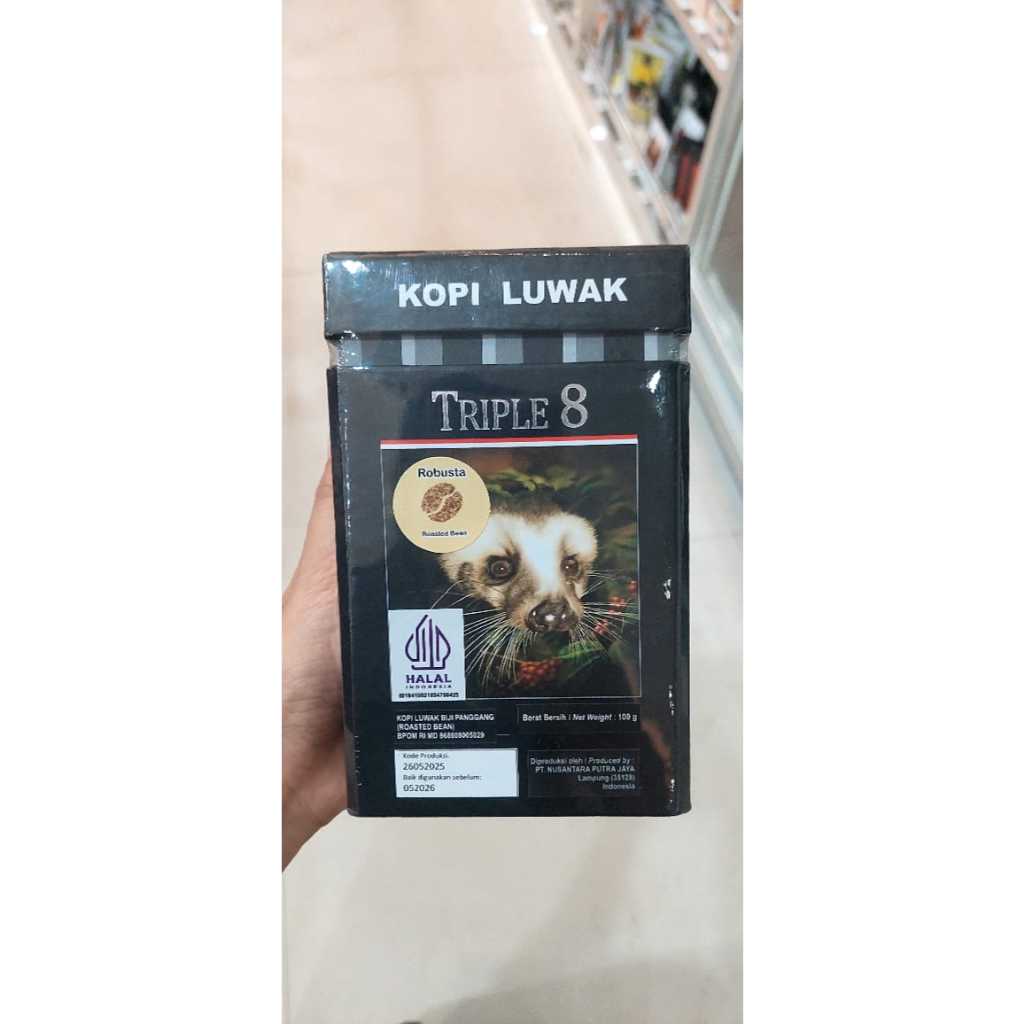 KOPI LUWAK
TRIPLE 8
Robusta
Roasted Bean
HALAL
INDONESIA
KOPI LUWAK BIJI PANGGANG
(ROASTED BEAN)
BPOM RI MD
Berat Bersih / Net Weight : 100 g
Kode Produksi:
26052025
Baik digunakan sebelum:
052026
Diproduksi oleh / Produced by :
PT. NUSANTARA PUTRA JAYA
Lampung
Indonesia